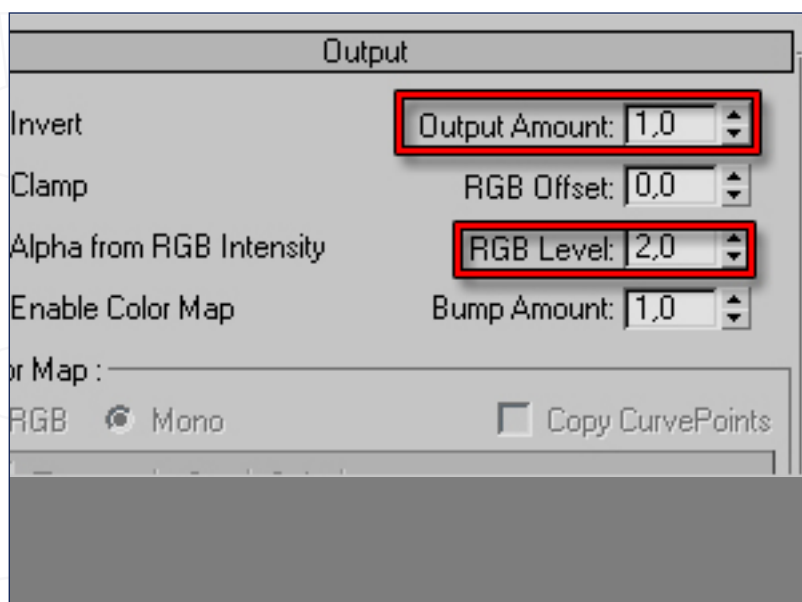 Output
Invert Output Amount: 1,0
Clamp RGB Offset: 0,0
Alpha from RGB Intensity RGB Level: 2,0
Enable Color Map Bump Amount: 1,0
or Map :
RGB Mono Copy CurvePoints